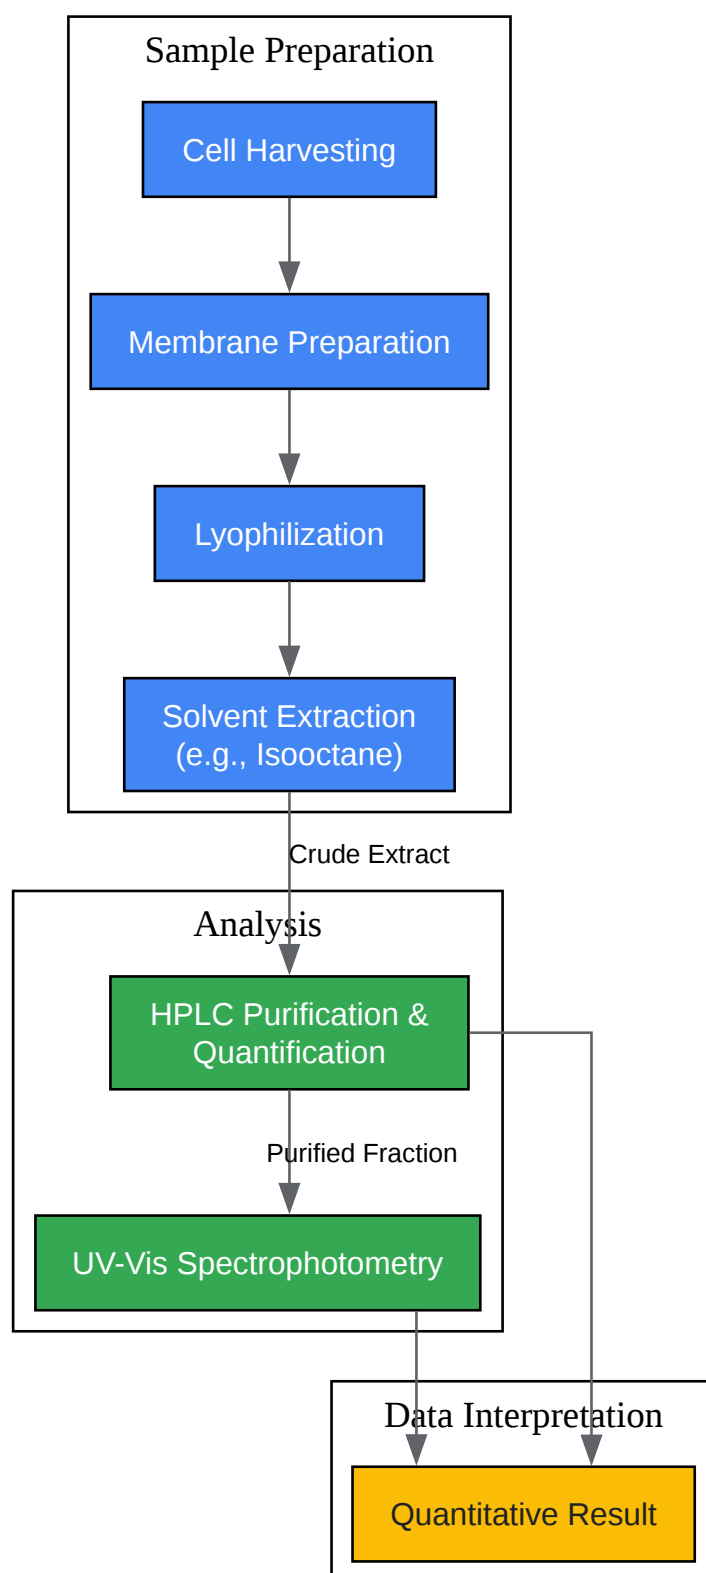 Sample Preparation
Cell Harvesting
Membrane Preparation
Lyophilization
Solvent Extraction
(e.g., Isooctane)
Crude Extract
Analysis
HPLC Purification &
Quantification
Purified Fraction
UV-Vis Spectrophotometry
Data Interpretation
Quantitative Result